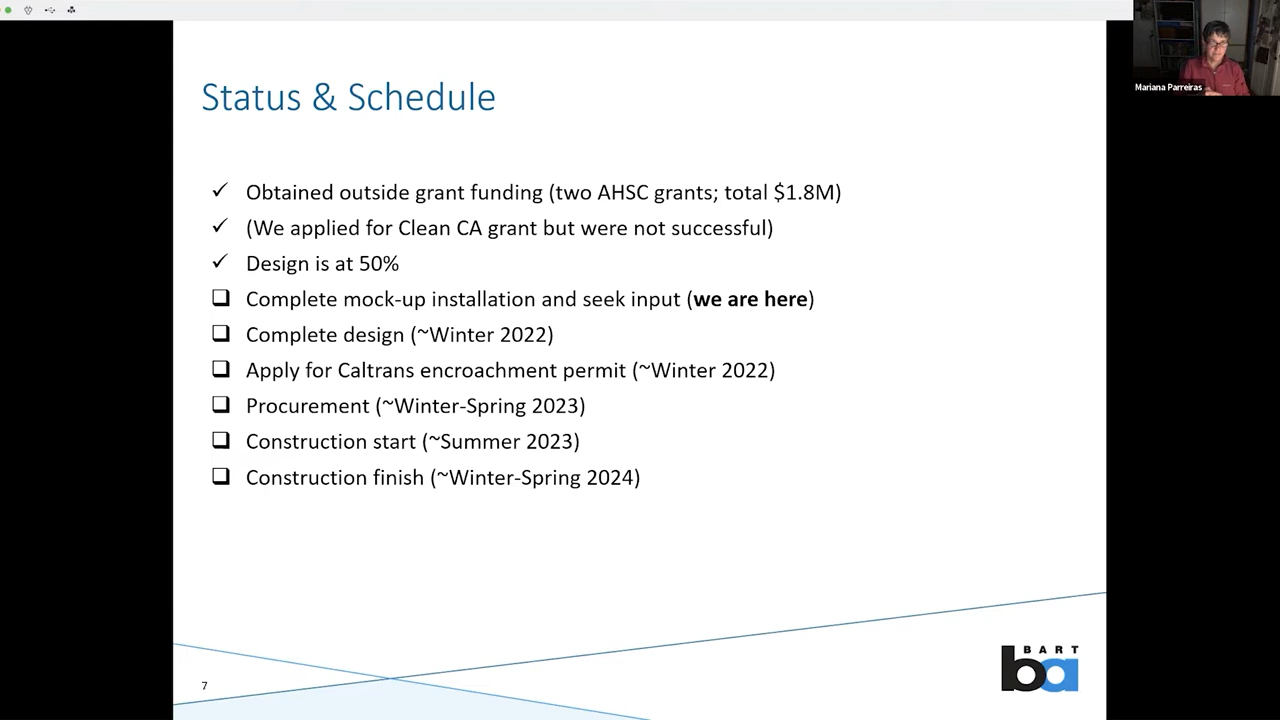 Mariana Parreiras
Status & Schedule
✓ Obtained outside grant funding (two AHSC grants; total $1.8M)
✓ (We applied for Clean CA grant but were not successful)
✓ Design is at 50%
❑ Complete mock-up installation and seek input (we are here)
❑ Complete design (~Winter 2022)
❑ Apply for Caltrans encroachment permit (~Winter 2022)
❑ Procurement (~Winter-Spring 2023)
❑ Construction start (~Summer 2023)
❑ Construction finish (~Winter-Spring 2024)
BART
ba
7